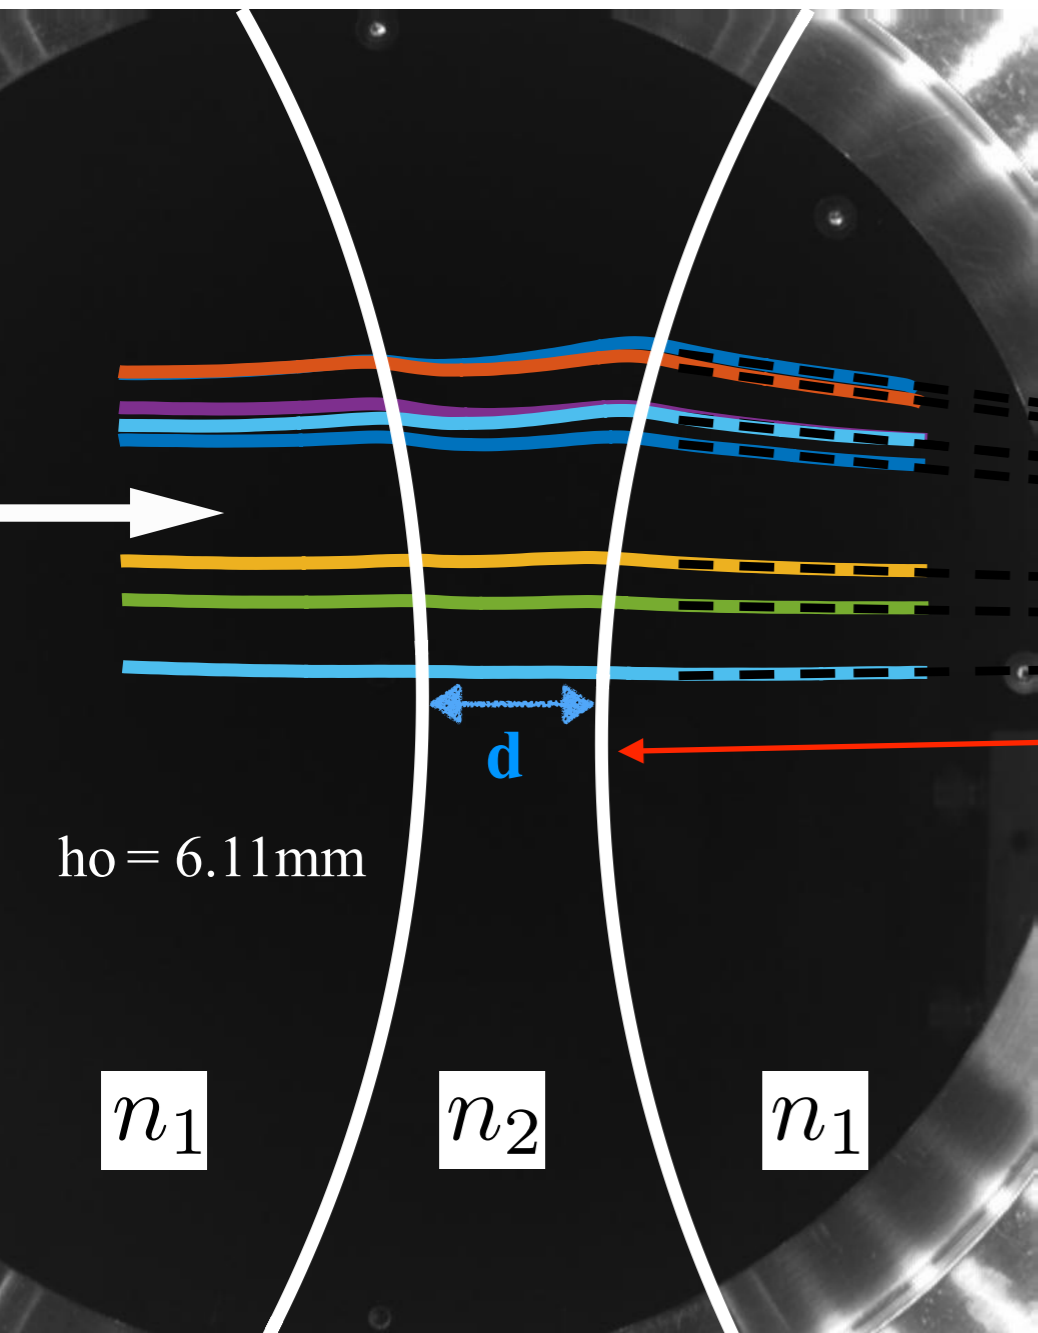 d
ho = 6.11mm
n₁ n₂ n₁